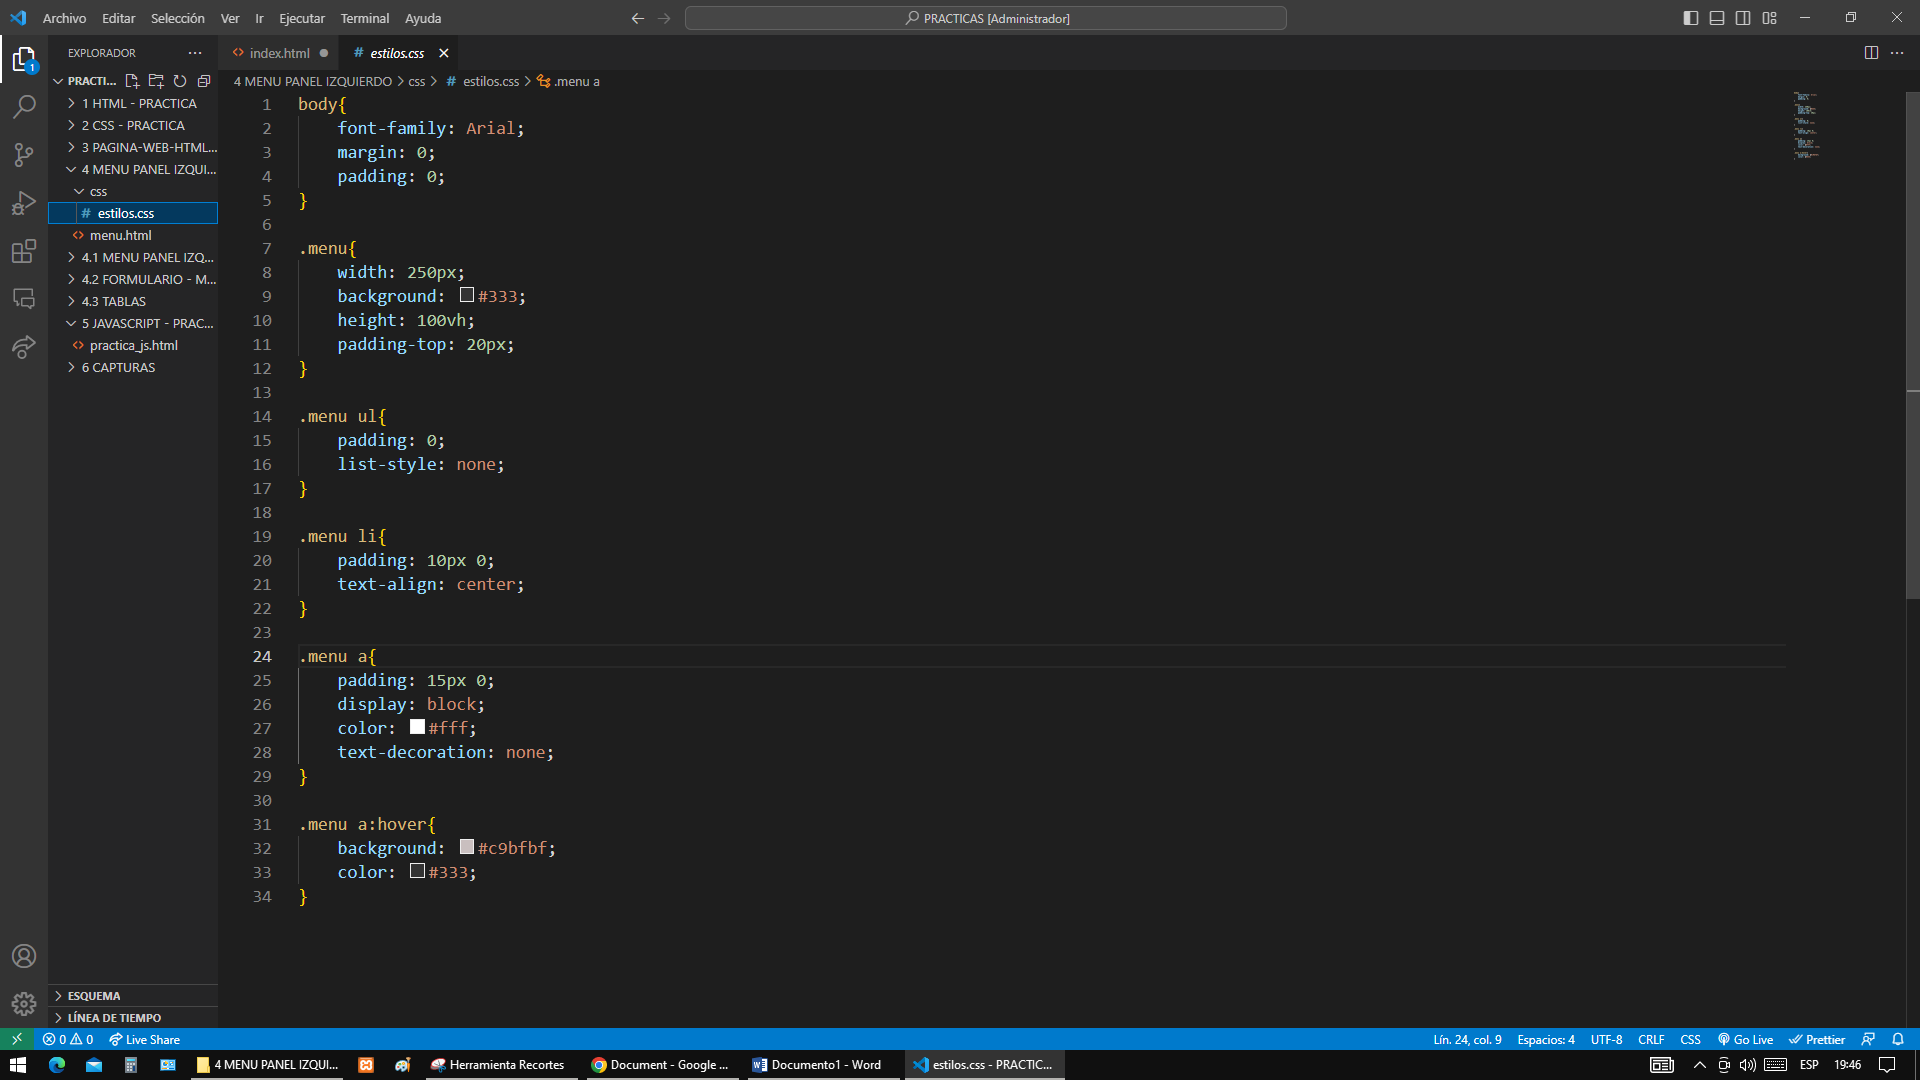 Archivo Editar Selección Ver Ir Ejecutar Terminal Ayuda
PRACTICAS [Administrador]
EXPLORADOR
index.html
# estilos.css
PRACTI...
4 MENU PANEL IZQUIERDO > css > # estilos.css > .menu a
1 HTML - PRACTICA
2 CSS - PRACTICA
3 PAGINA-WEB-HTML...
4 MENU PANEL IZQUI...
css
# estilos.css
menu.html
4.1 MENU PANEL IZQ...
4.2 FORMULARIO - M...
4.3 TABLAS
5 JAVASCRIPT - PRAC...
practica_js.html
6 CAPTURAS
1 body{
2 font-family: Arial;
3 margin: 0;
4 padding: 0;
5 }
6
7 .menu{
8 width: 250px;
9 background: #333;
10 height: 100vh;
11 padding-top: 20px;
12 }
13
14 .menu ul{
15 padding: 0;
16 list-style: none;
17 }
18
19 .menu li{
20 padding: 10px 0;
21 text-align: center;
22 }
23
24 .menu a{
25 padding: 15px 0;
26 display: block;
27 color: #fff;
28 text-decoration: none;
29 }
30
31 .menu a:hover{
32 background: #c9bfbf;
33 color: #333;
34 }
ESQUEMA
LÍNEA DE TIEMPO
0 0 Live Share
Lín. 24, col. 9 Espacios: 4 UTF-8 CRLF CSS Go Live Prettier
4 MENU PANEL IZQUI... Herramienta Recortes Document - Google ... Documento1 - Word estilos.css - PRACTIC... ESP 19:46
1